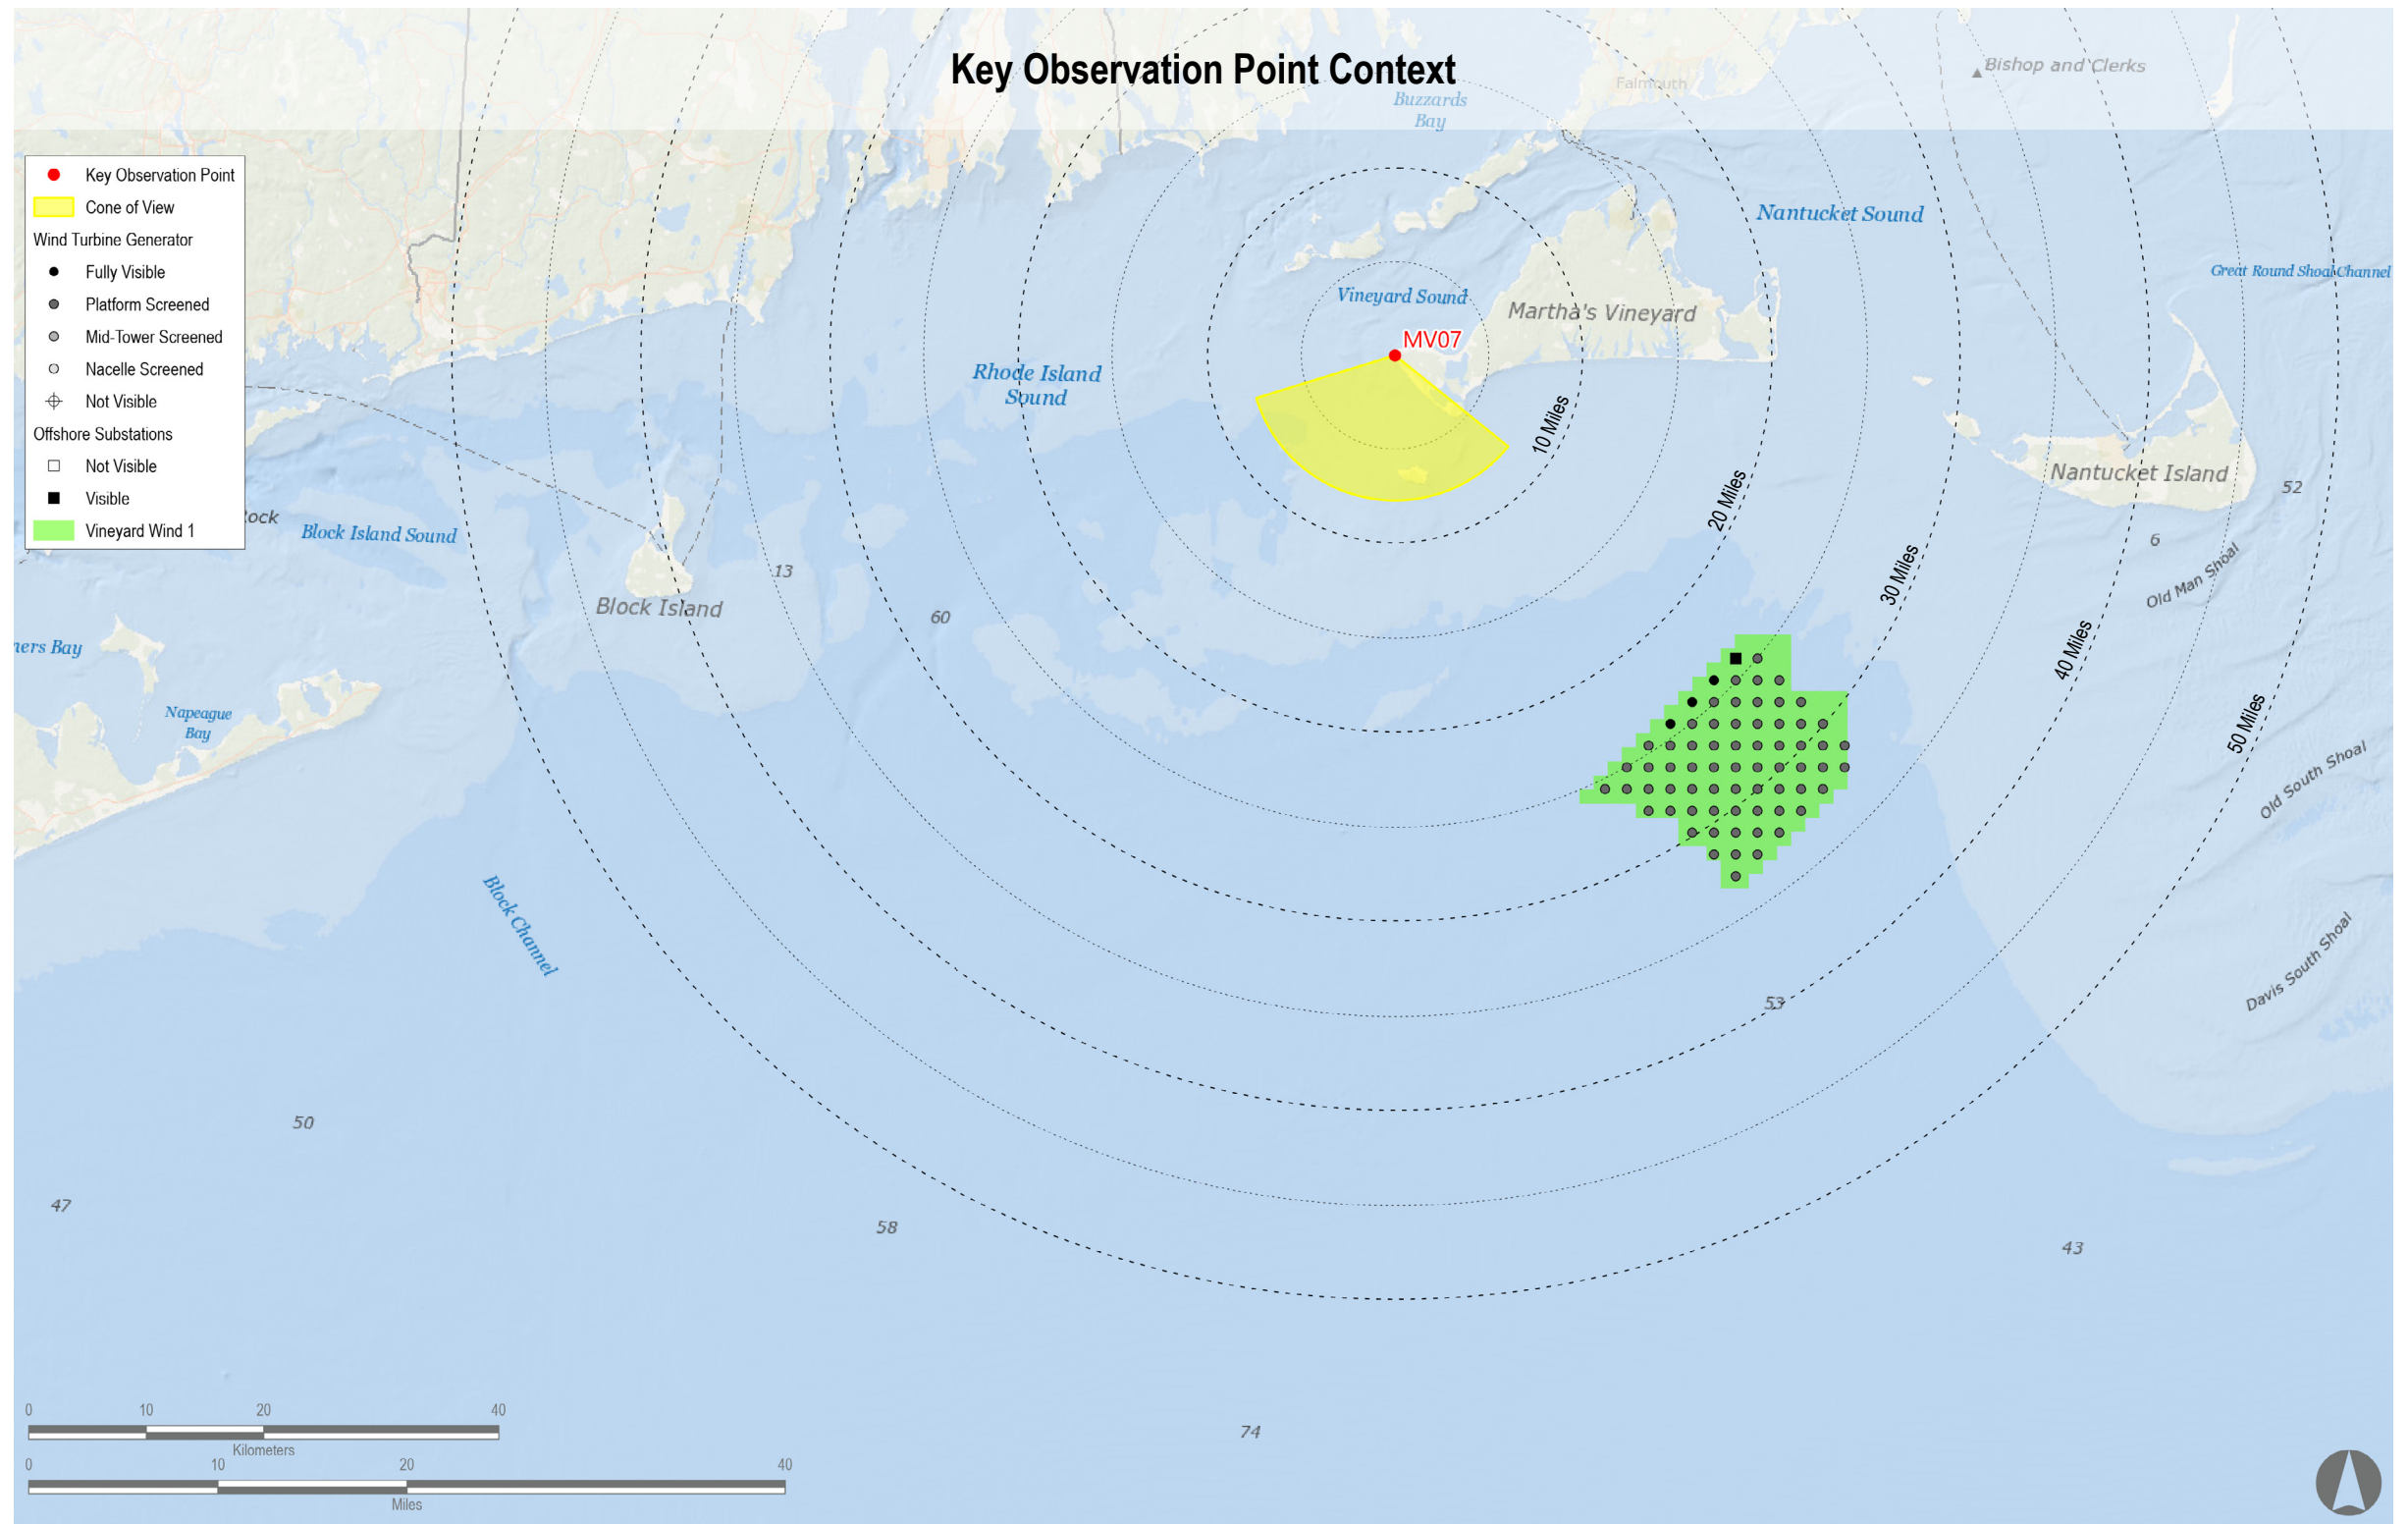 Key Observation Point Context
Bishop and Clerks
Falmouth
Buzzards
Bay
Key Observation Point
Cone of View
Wind Turbine Generator
Fully Visible
Platform Screened
Mid-Tower Screened
Nacelle Screened
Not Visible
Offshore Substations
Not Visible
Visible
Vineyard Wind 1
Nantucket Sound
Great Round Shoal Channel
Vineyard Sound
Martha's Vineyard
MV07
Rhode Island
Sound
10 Miles
20 Miles
30 Miles
40 Miles
50 Miles
Nantucket Island
52
6
Old Man Shoal
ock
Block Island Sound
13
Block Island
60
ners Bay
Napeague
Bay
Old South Shoal
Block Channel
Davis South Shoal
53
50
47
58
43
74
0 10 20 40
Kilometers
0 10 20 40
Miles